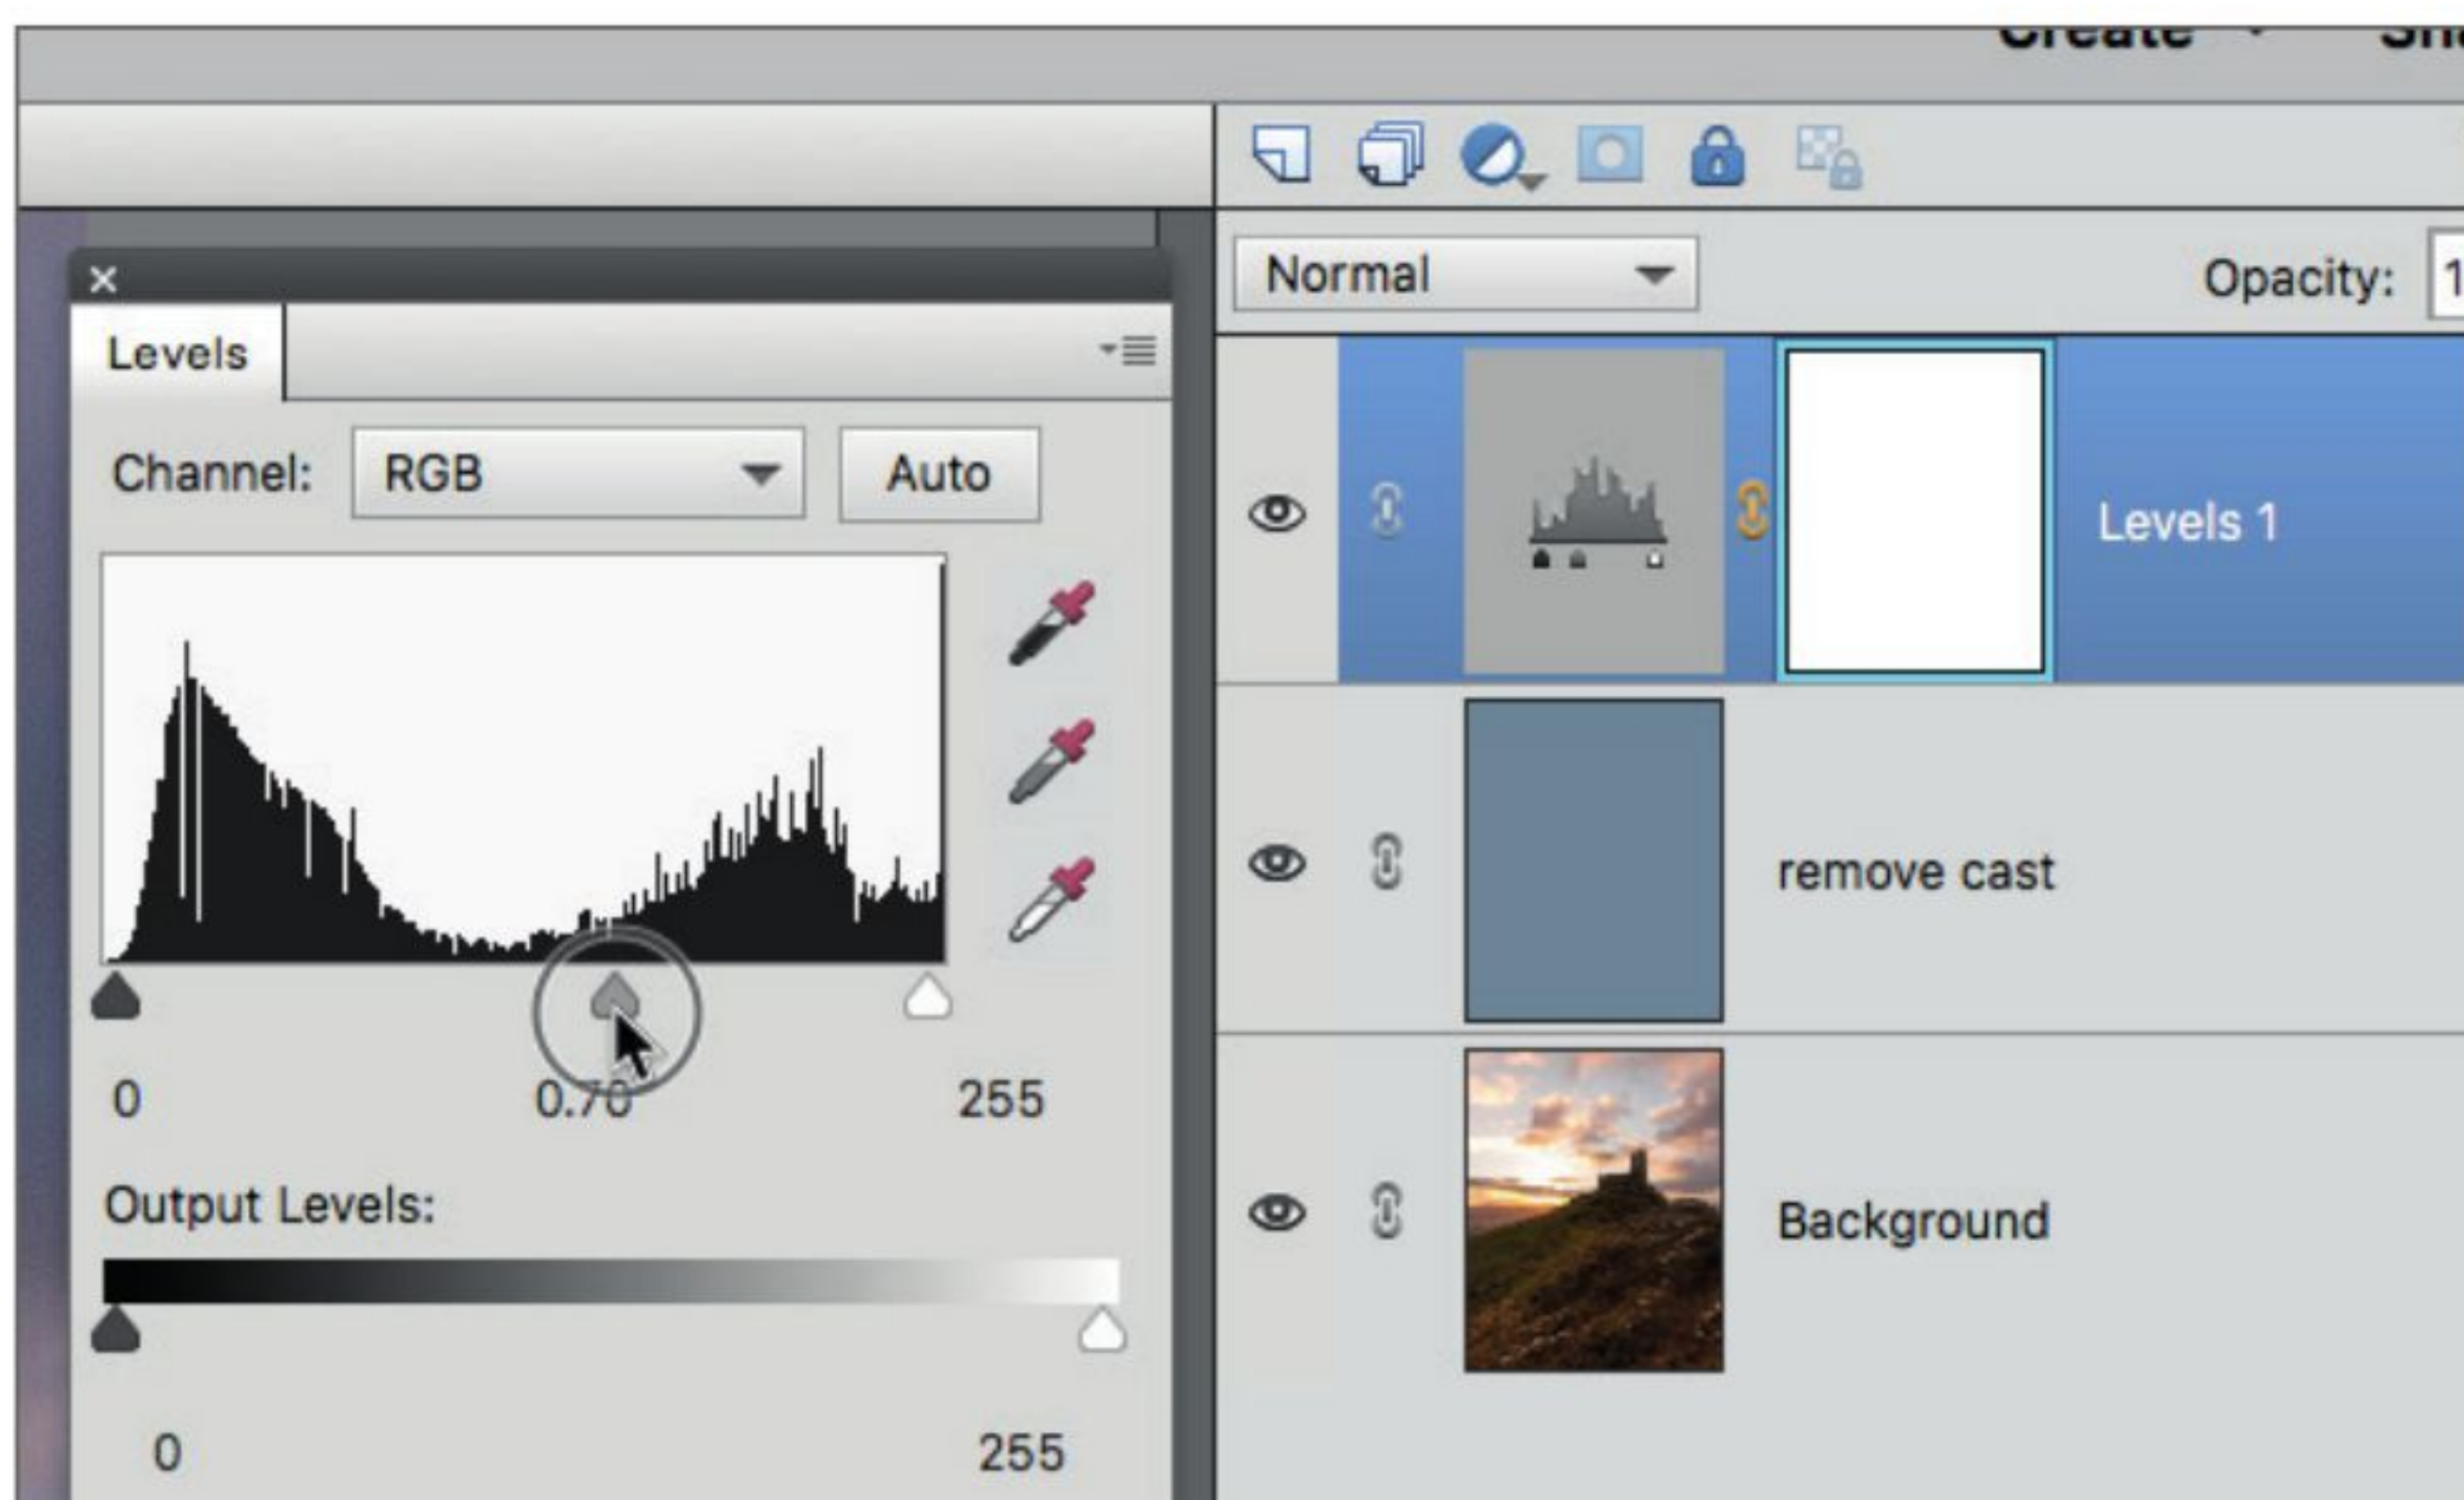 Create
Levels
Channel: RGB Auto
0 0.70 255
Output Levels:
0 255
Normal Opacity:
Levels 1
remove cast
Background